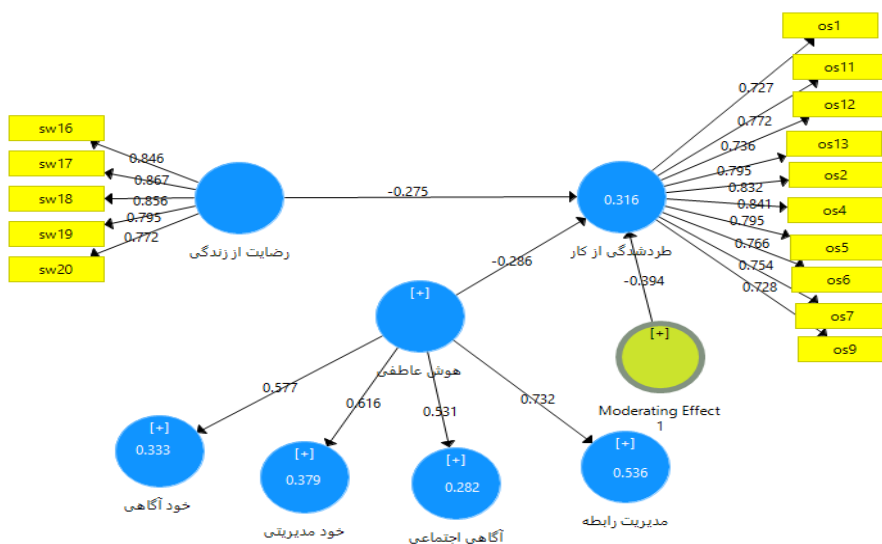 os1
os11
os12
os13
os2
os4
os5
os6
os7
os9
0.727
0.772
0.736
0.795
0.832
0.841
0.795
0.766
0.754
0.728
sw16
sw17
sw18
sw19
sw20
0.846
0.867
0.856
0.795
0.772
رضایت از زندگی
-0.275
0.316
طردشدگی از کار
-0.286
-0.394
[+]
هوش عاطفی
[+]
Moderating Effect
1
0.577
0.616
0.531
0.732
[+]
0.333
خود آگاهی
[+]
0.379
خود مدیریتی
[+]
0.282
آگاهی اجتماعی
[+]
0.536
مدیریت رابطه